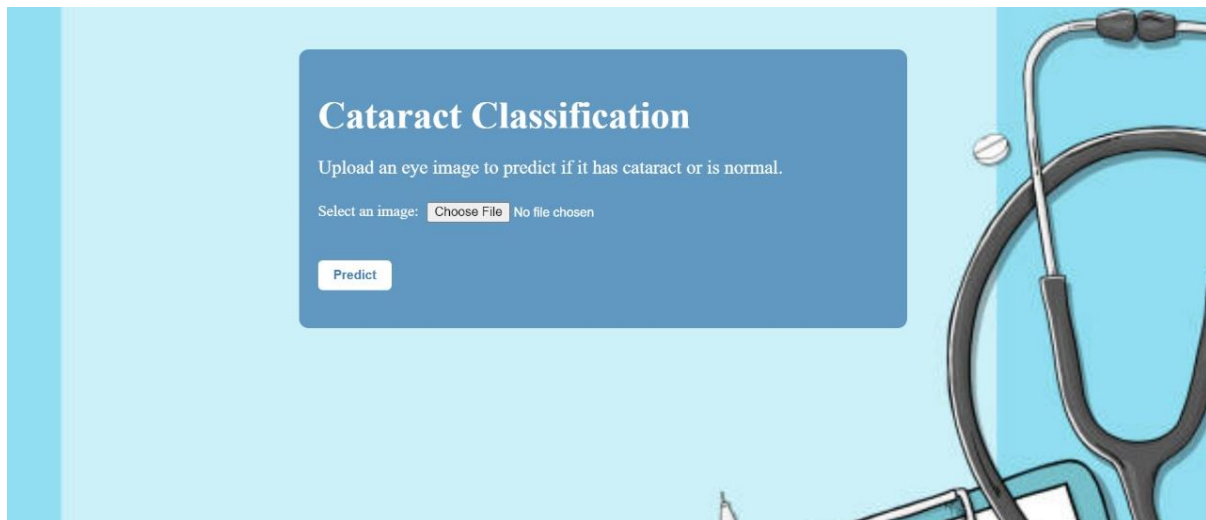 Cataract Classification
Upload an eye image to predict if it has cataract or is normal.
Select an image: Choose File No file chosen
Predict